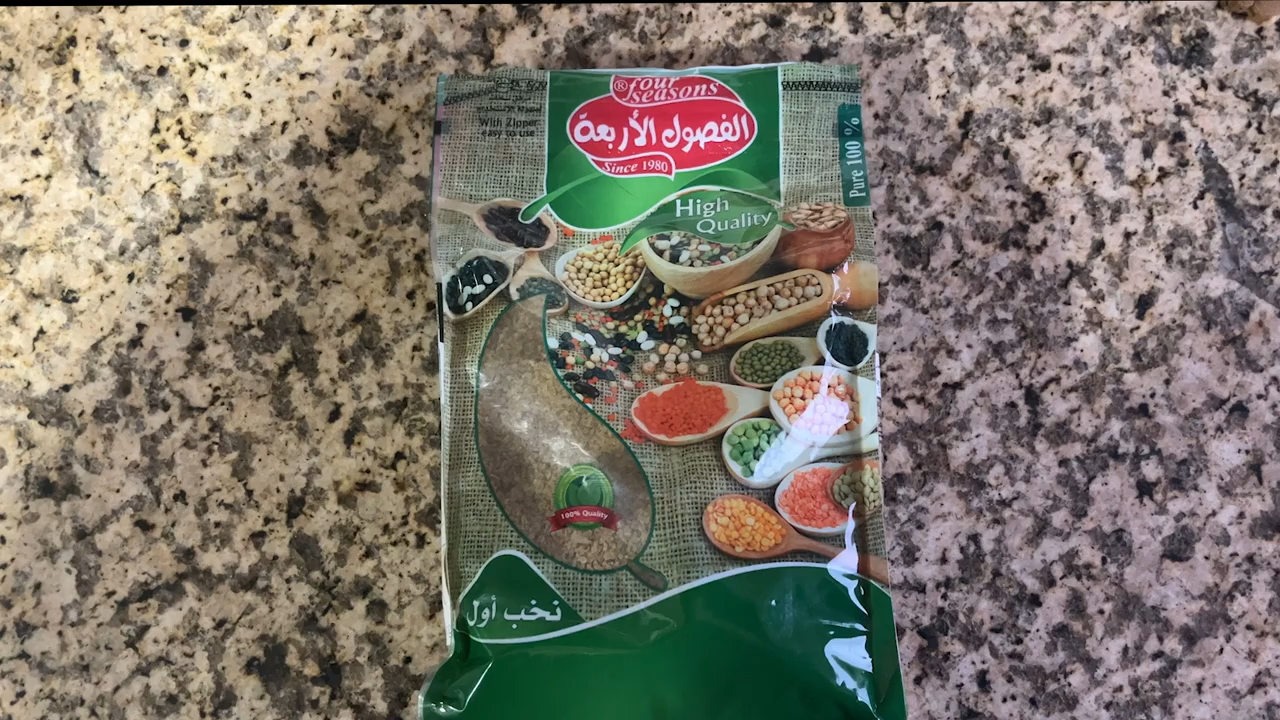 four
seasons
®
الفصول الأربعة
Since 1980
With Zipper
easy to use
Pure 100 %
High
Quality
100% Quality
نخب أول